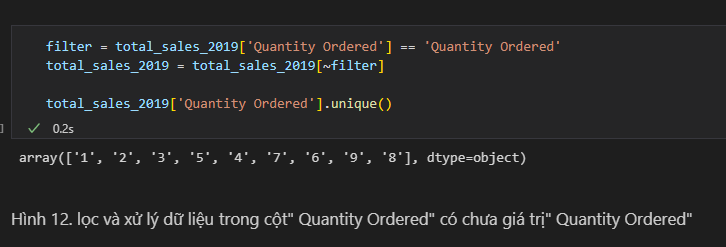 filter = total_sales_2019['Quantity Ordered'] == 'Quantity Ordered'
total_sales_2019 = total_sales_2019[~filter]
total_sales_2019['Quantity Ordered'].unique()
] ✓ 0.2s
array(['1', '2', '3', '5', '4', '7', '6', '9', '8'], dtype=object)
Hình 12. lọc và xử lý dữ liệu trong cột" Quantity Ordered" có chưa giá trị" Quantity Ordered"